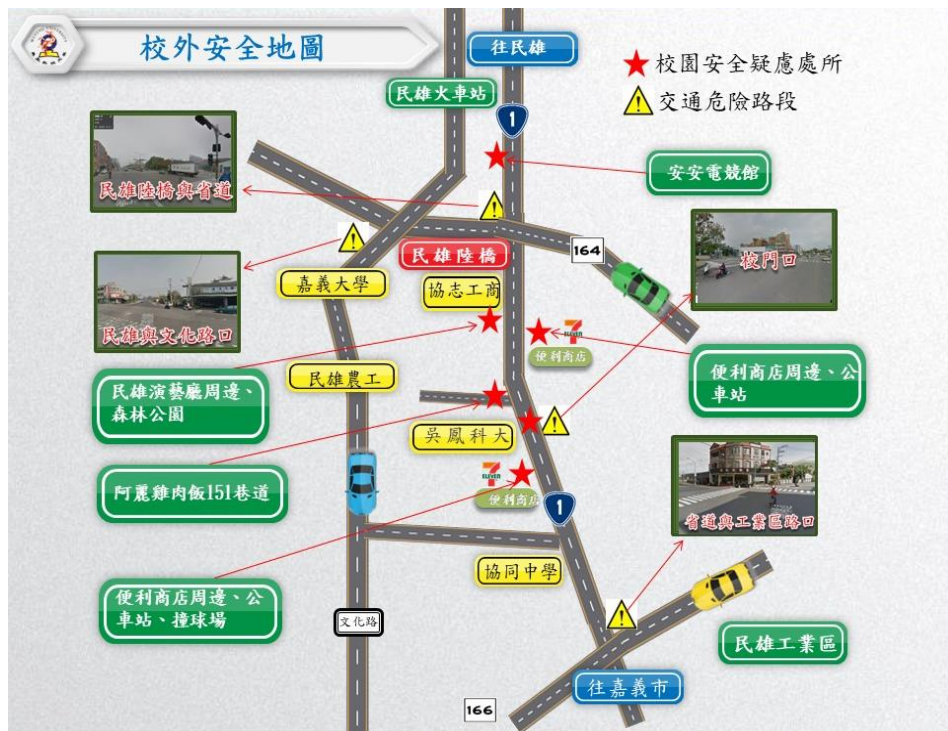 校外安全地圖
往民雄
校園安全疑慮處所
交通危險路段
民雄火車站
1
安安電競館
民雄陸橋與省道
164
校門口
民雄陸橋
嘉義大學
協志工商
民雄與文化路口
7
ELEVEN
便利商店
便利商店周邊、公
車站
民雄演藝廳周邊、
森林公園
民雄農工
吳鳳科大
阿麗雞肉飯151巷道
7
ELEVEN
便利商店
1
省道與工業區路口
協同中學
便利商店周邊、公
車站、撞球場
文化路
民雄工業區
往嘉義市
166